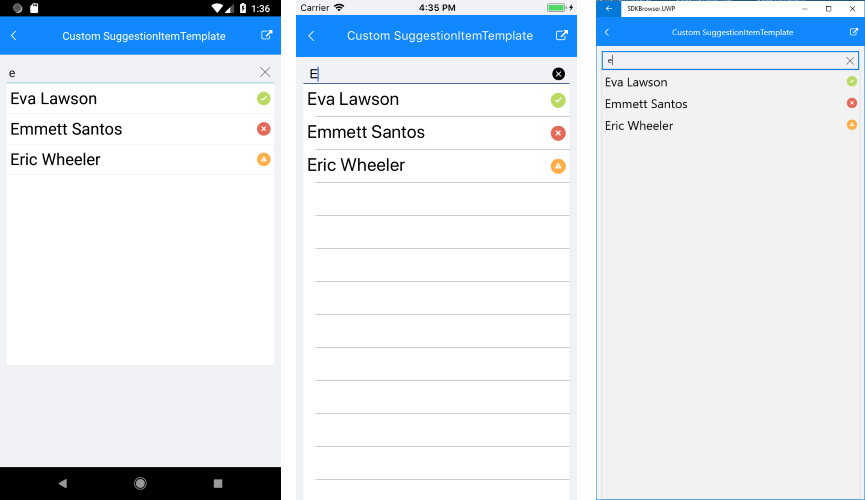 1:36
Custom SuggestionItemTemplate
e
Eva Lawson
Emmett Santos
Eric Wheeler
Carrier 4:35 PM
Custom SuggestionItemTemplate
E
Eva Lawson
Emmett Santos
Eric Wheeler
SDKBrowser.UWP
Custom SuggestionItemTemplate
e
Eva Lawson
Emmett Santos
Eric Wheeler